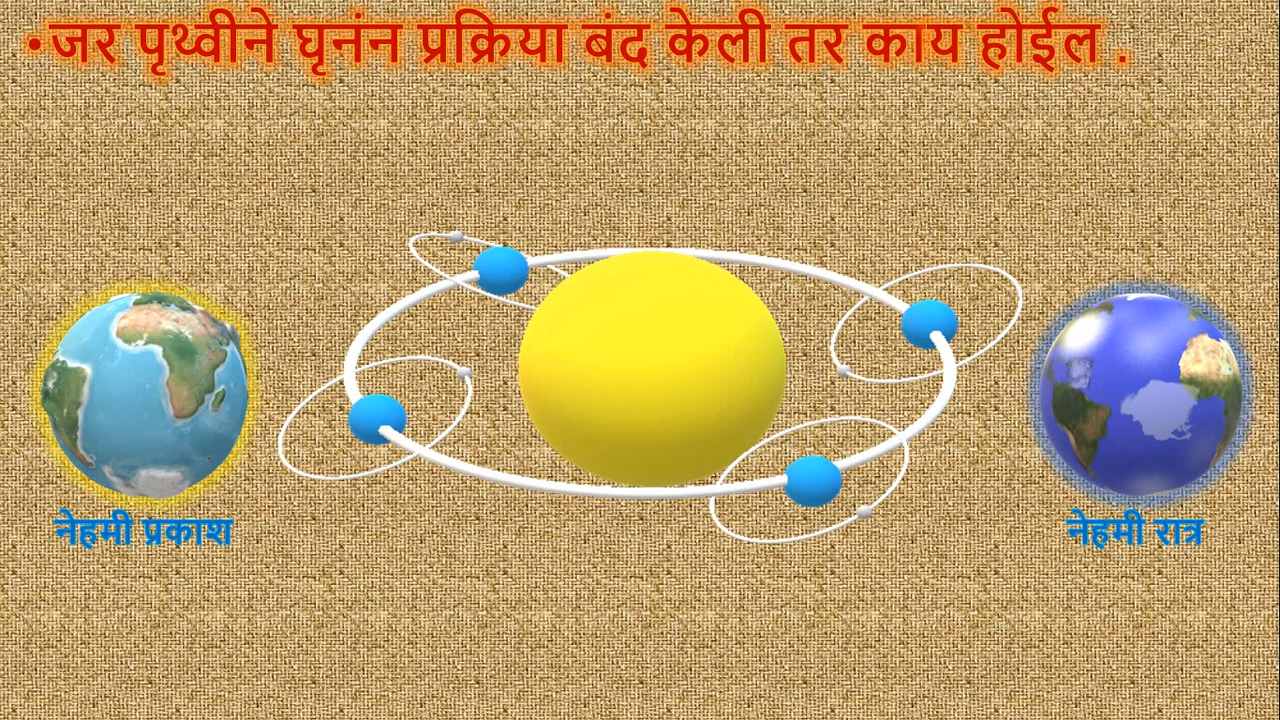 •जर पृथ्वीने घृनंन प्रक्रिया बंद केली तर काय होईल .
नेहमी प्रकाश
नेहमी रात्र